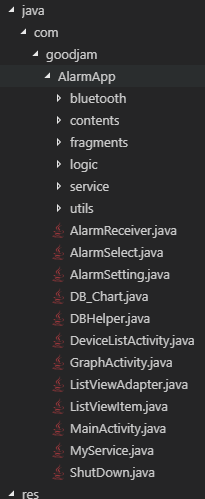 java
com
goodjam
AlarmApp
bluetooth
contents
fragments
logic
service
utils
AlarmReceiver.java
AlarmSelect.java
AlarmSetting.java
DB_Chart.java
DBHelper.java
DeviceListActivity.java
GraphActivity.java
ListViewAdapter.java
ListViewItem.java
MainActivity.java
MyService.java
ShutDown.java
res